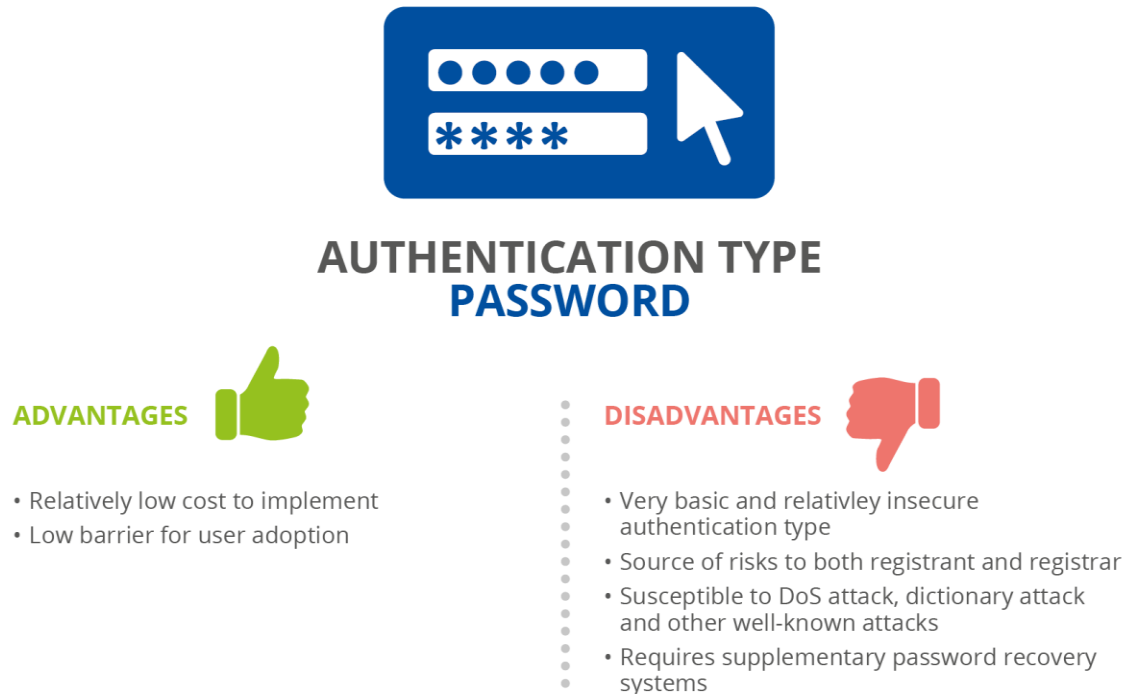 ****
AUTHENTICATION TYPE
PASSWORD
ADVANTAGES
• Relatively low cost to implement
• Low barrier for user adoption
DISADVANTAGES
• Very basic and relativley insecure
authentication type
• Source of risks to both registrant and registrar
• Susceptible to DoS attack, dictionary attack
and other well-known attacks
• Requires supplementary password recovery
systems